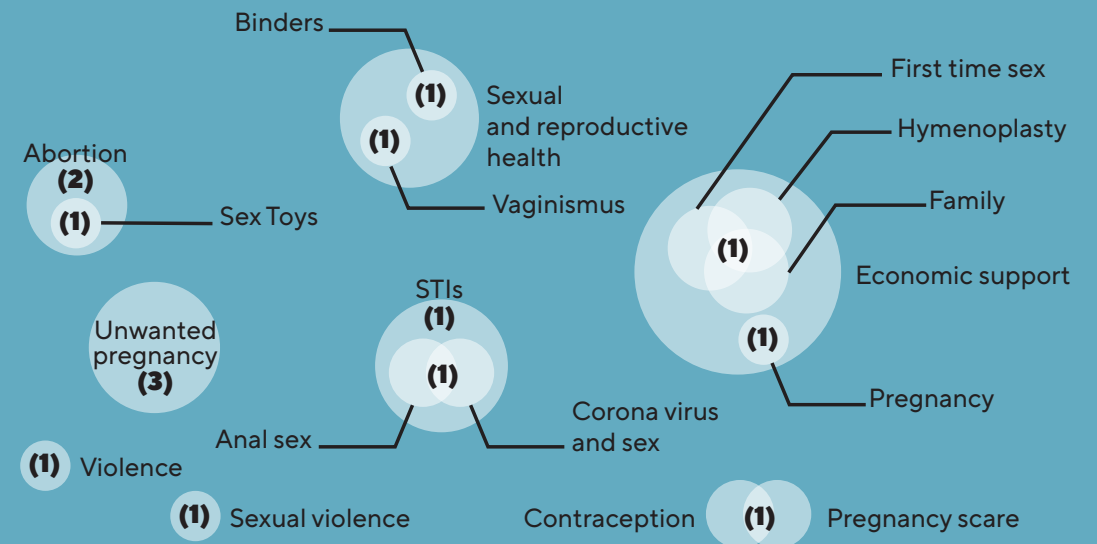 Binders
(1)
Sexual
and reproductive
health
(1)
Vaginismus
Abortion
(2)
(1)
Sex Toys
First time sex
Hymenoplasty
Family
(1)
Economic support
(1)
Pregnancy
Unwanted
pregnancy
(3)
STIs
(1)
(1)
Anal sex
Corona virus
and sex
(1) Violence
(1) Sexual violence
Contraception (1) Pregnancy scare